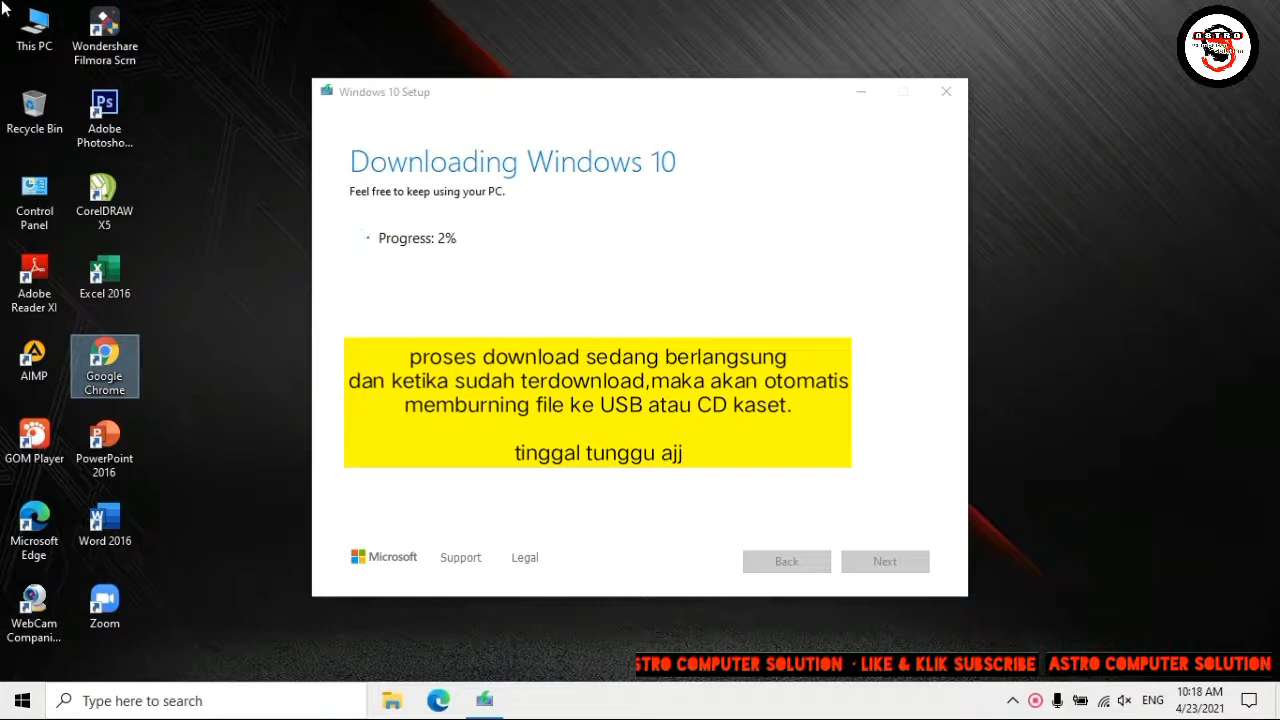 This PC
Wondershare
Filmora Scrn
Recycle Bin
Adobe
Photosho...
Control
Panel
CorelDRAW
X5
Adobe
Reader XI
Excel 2016
AIMP
Google
Chrome
GOM Player
PowerPoint
2016
Microsoft
Edge
Word 2016
WebCam
Compani...
Zoom
ASTRO
Windows 10 Setup
Downloading Windows 10
Feel free to keep using your PC.
Progress: 2%
proses download sedang berlangsung
dan ketika sudah terdownload,maka akan otomatis
memburning file ke USB atau CD kaset.
tinggal tunggu ajj
Microsoft
Support
Legal
Back
Next
STRO COMPUTER SOLUTION · LIKE & KLIK SUBSCRIBE ASTRO COMPUTER SOLUTION
Type here to search
ENG
10:18 AM
4/23/2021